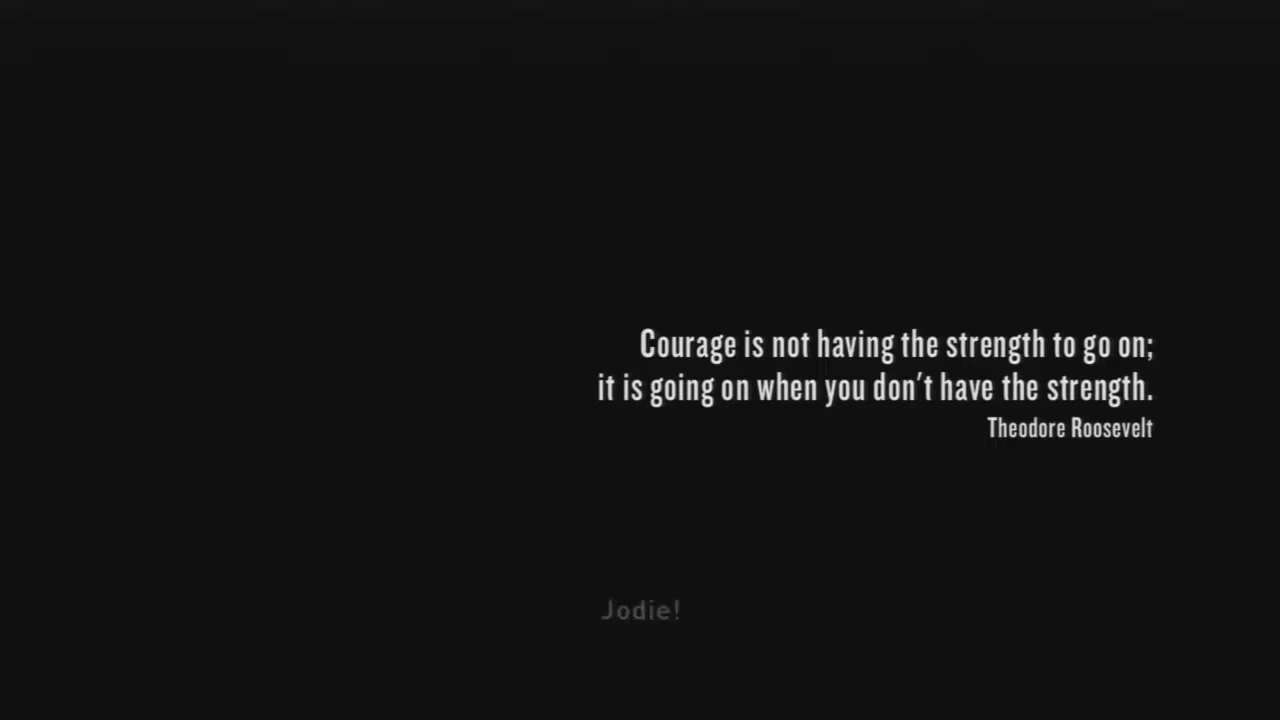 Courage is not having the strength to go on;
it is going on when you don't have the strength.
Theodore Roosevelt
Jodie!